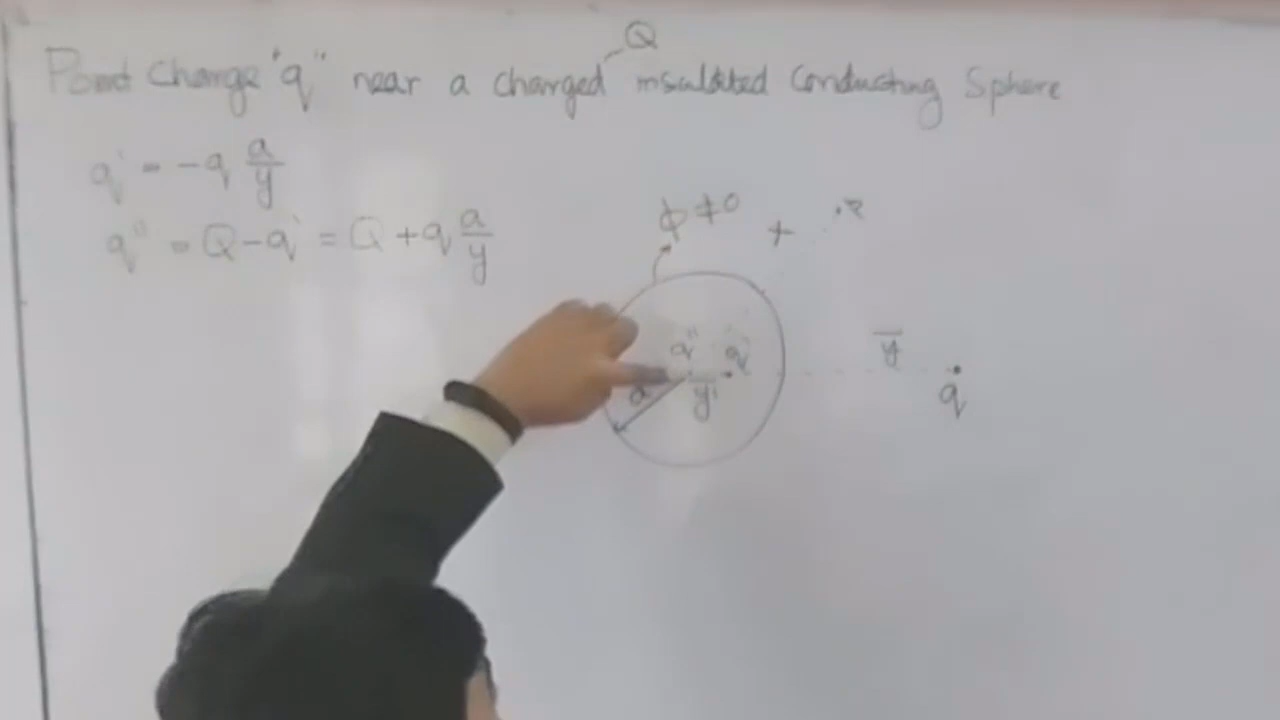 Q
Point Charge "q" near a charged insulated Conducting Sphere
q' = -q a/y
q'' = Q-q' = Q+q a/y
ϕ≠0
+
q'' q'
y
a y'
q